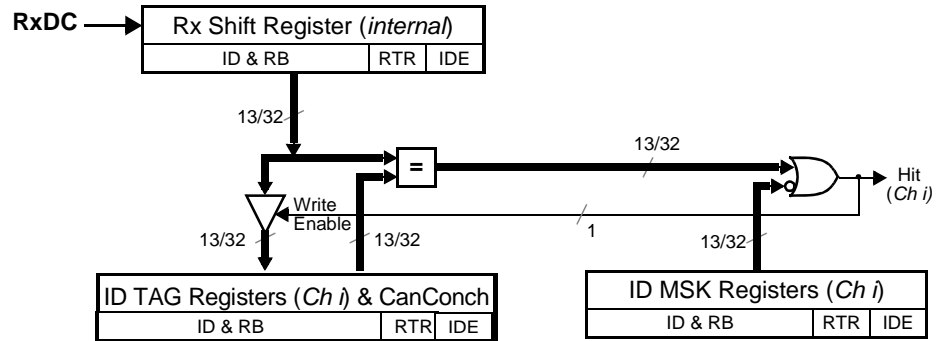 RxDC
Rx Shift Register (internal)
ID & RB RTR IDE
13/32
13/32
=
Hit
(Ch i)
Write
Enable
1
13/32
13/32
13/32
ID TAG Registers (Ch i) & CanConch
ID & RB RTR IDE
ID MSK Registers (Ch i)
ID & RB RTR IDE